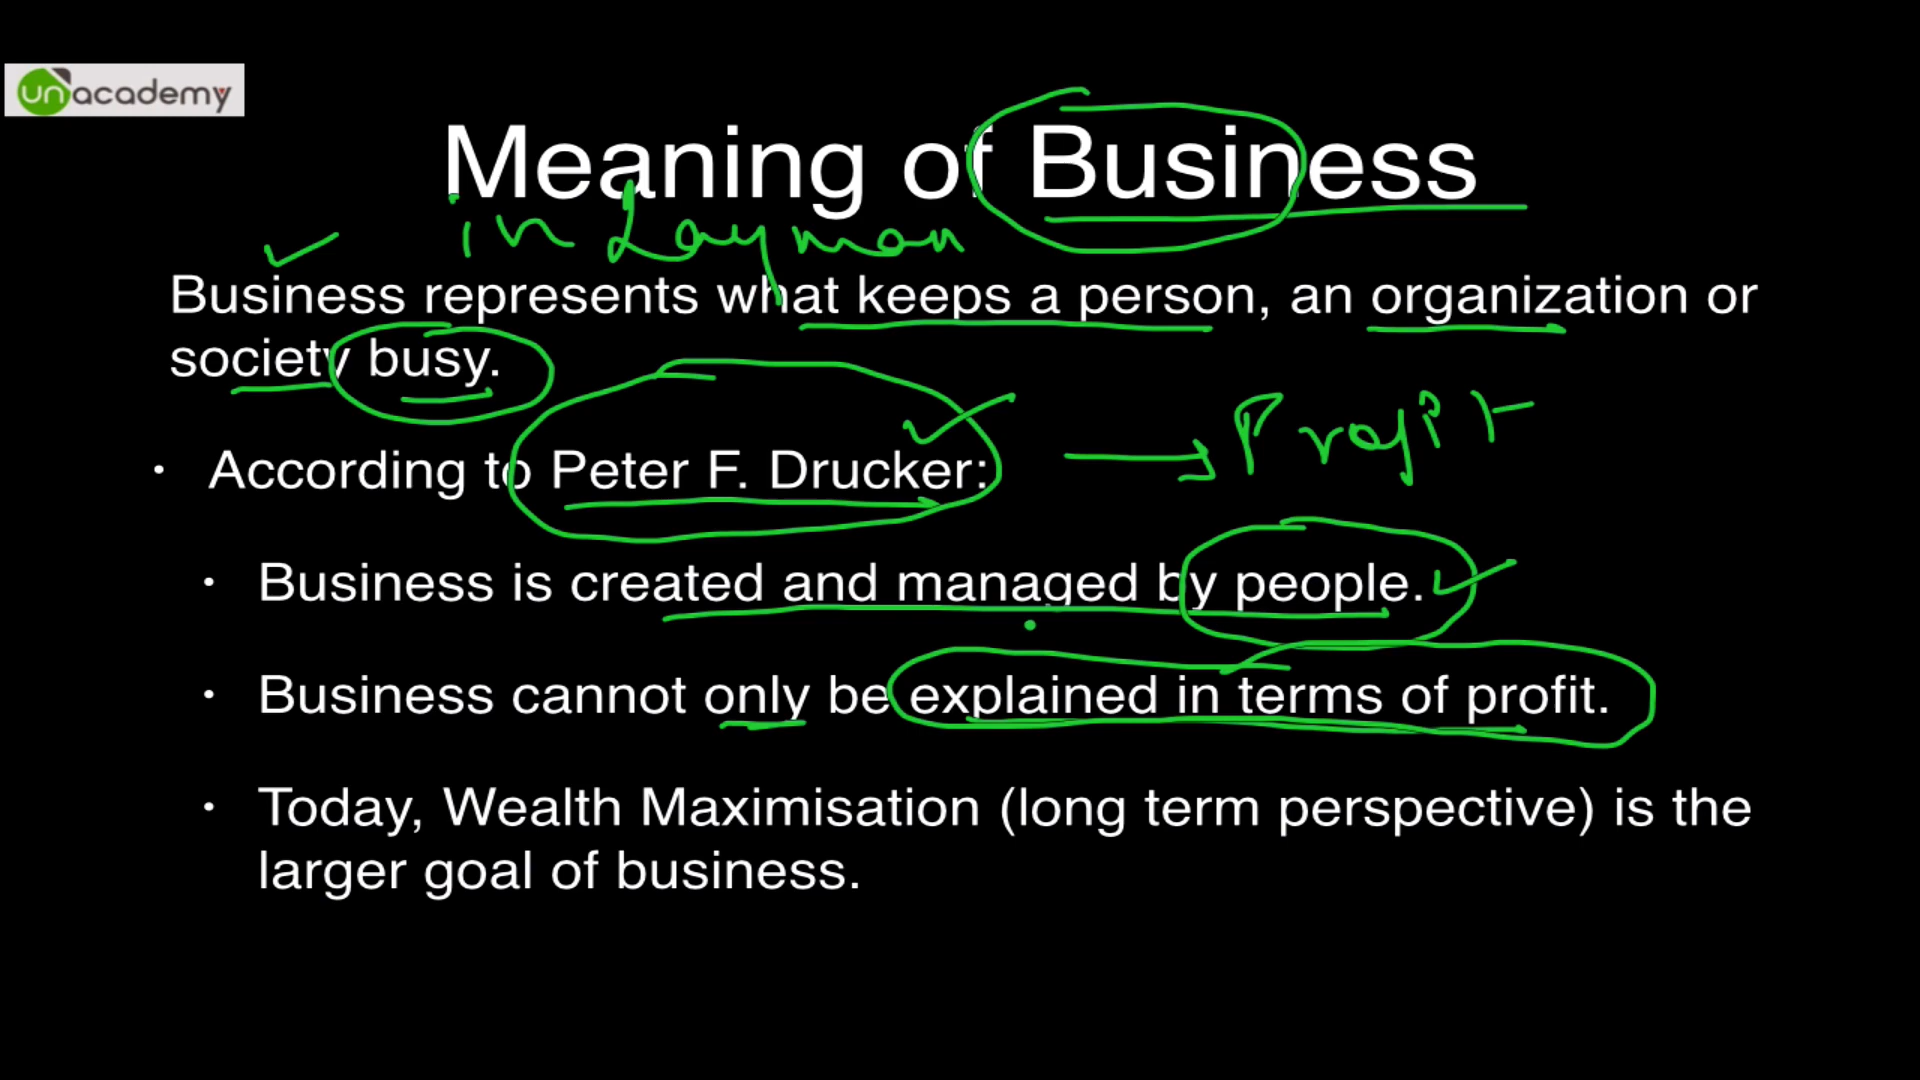 unacademy
Meaning of Business
in Layman
Business represents what keeps a person, an organization or
society busy.
• According to Peter F. Drucker:
→ Profit
• Business is created and managed by people.
• Business cannot only be explained in terms of profit.
• Today, Wealth Maximisation (long term perspective) is the
larger goal of business.